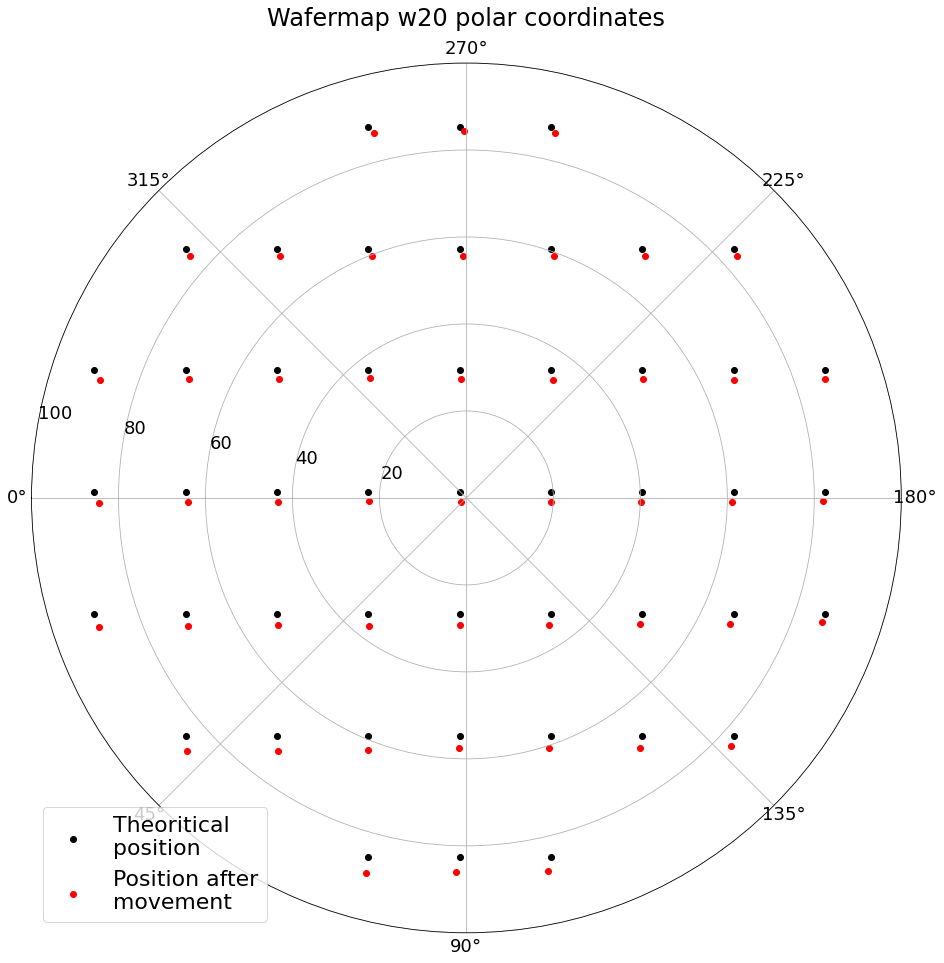 Wafermap w20 polar coordinates
270°
315°
225°
100
80
60
40
20
0°
180°
45°
135°
Theoritical
position
Position after
movement
90°